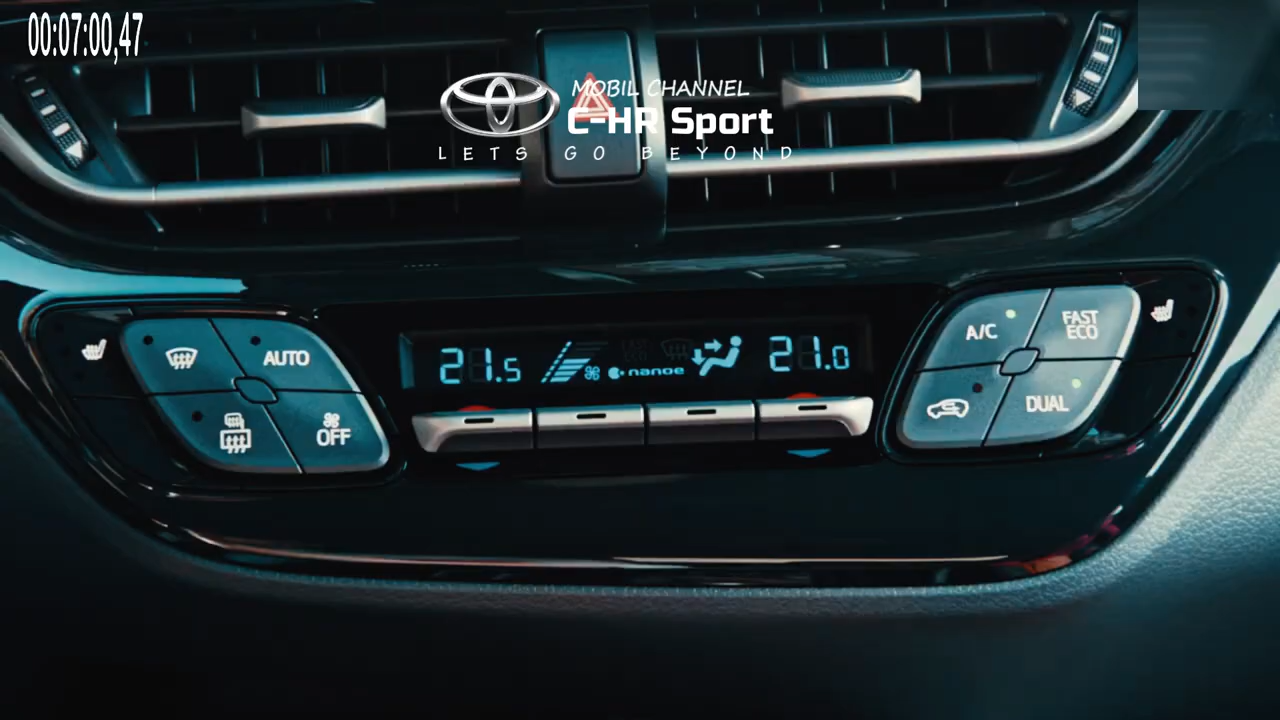 00:07:00,47
MOBIL CHANNEL
C-HR Sport
LETS GO BEYOND
A/C
FAST
ECO
AUTO
21.5
nanoe
21.0
OFF
DUAL